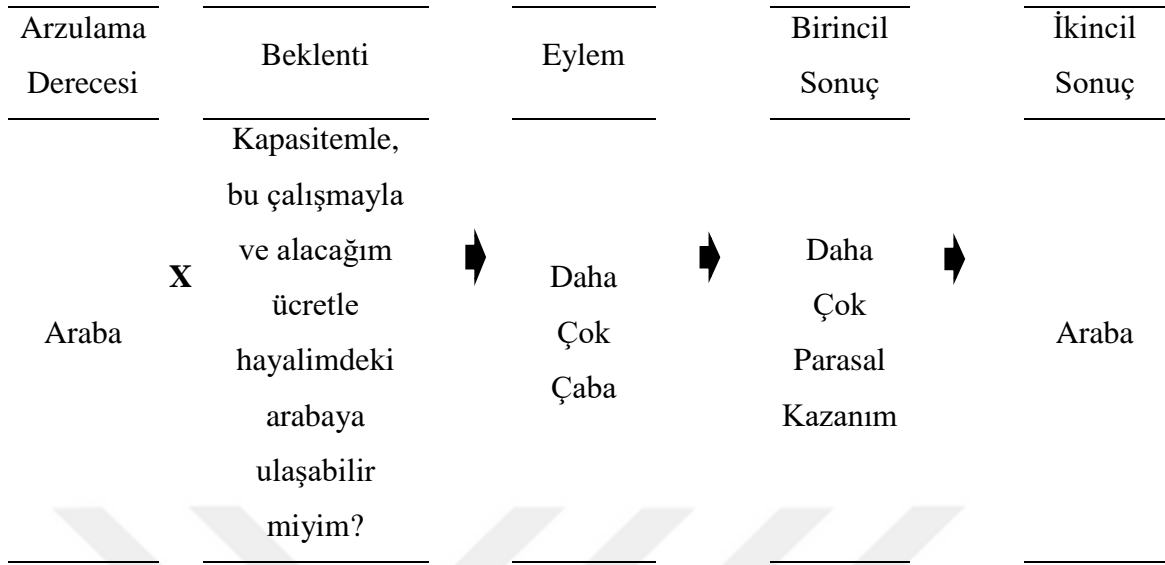 Arzulama
Derecesi
Beklenti
Eylem
Birincil
Sonuç
İkincil
Sonuç
Araba
X
Kapasitemle,
bu çalışmayla
ve alacağım
ücretle
hayalimdeki
arabaya
ulaşabilir
miyim?
Daha
Çok
Çaba
Daha
Çok
Parasal
Kazanım
Araba